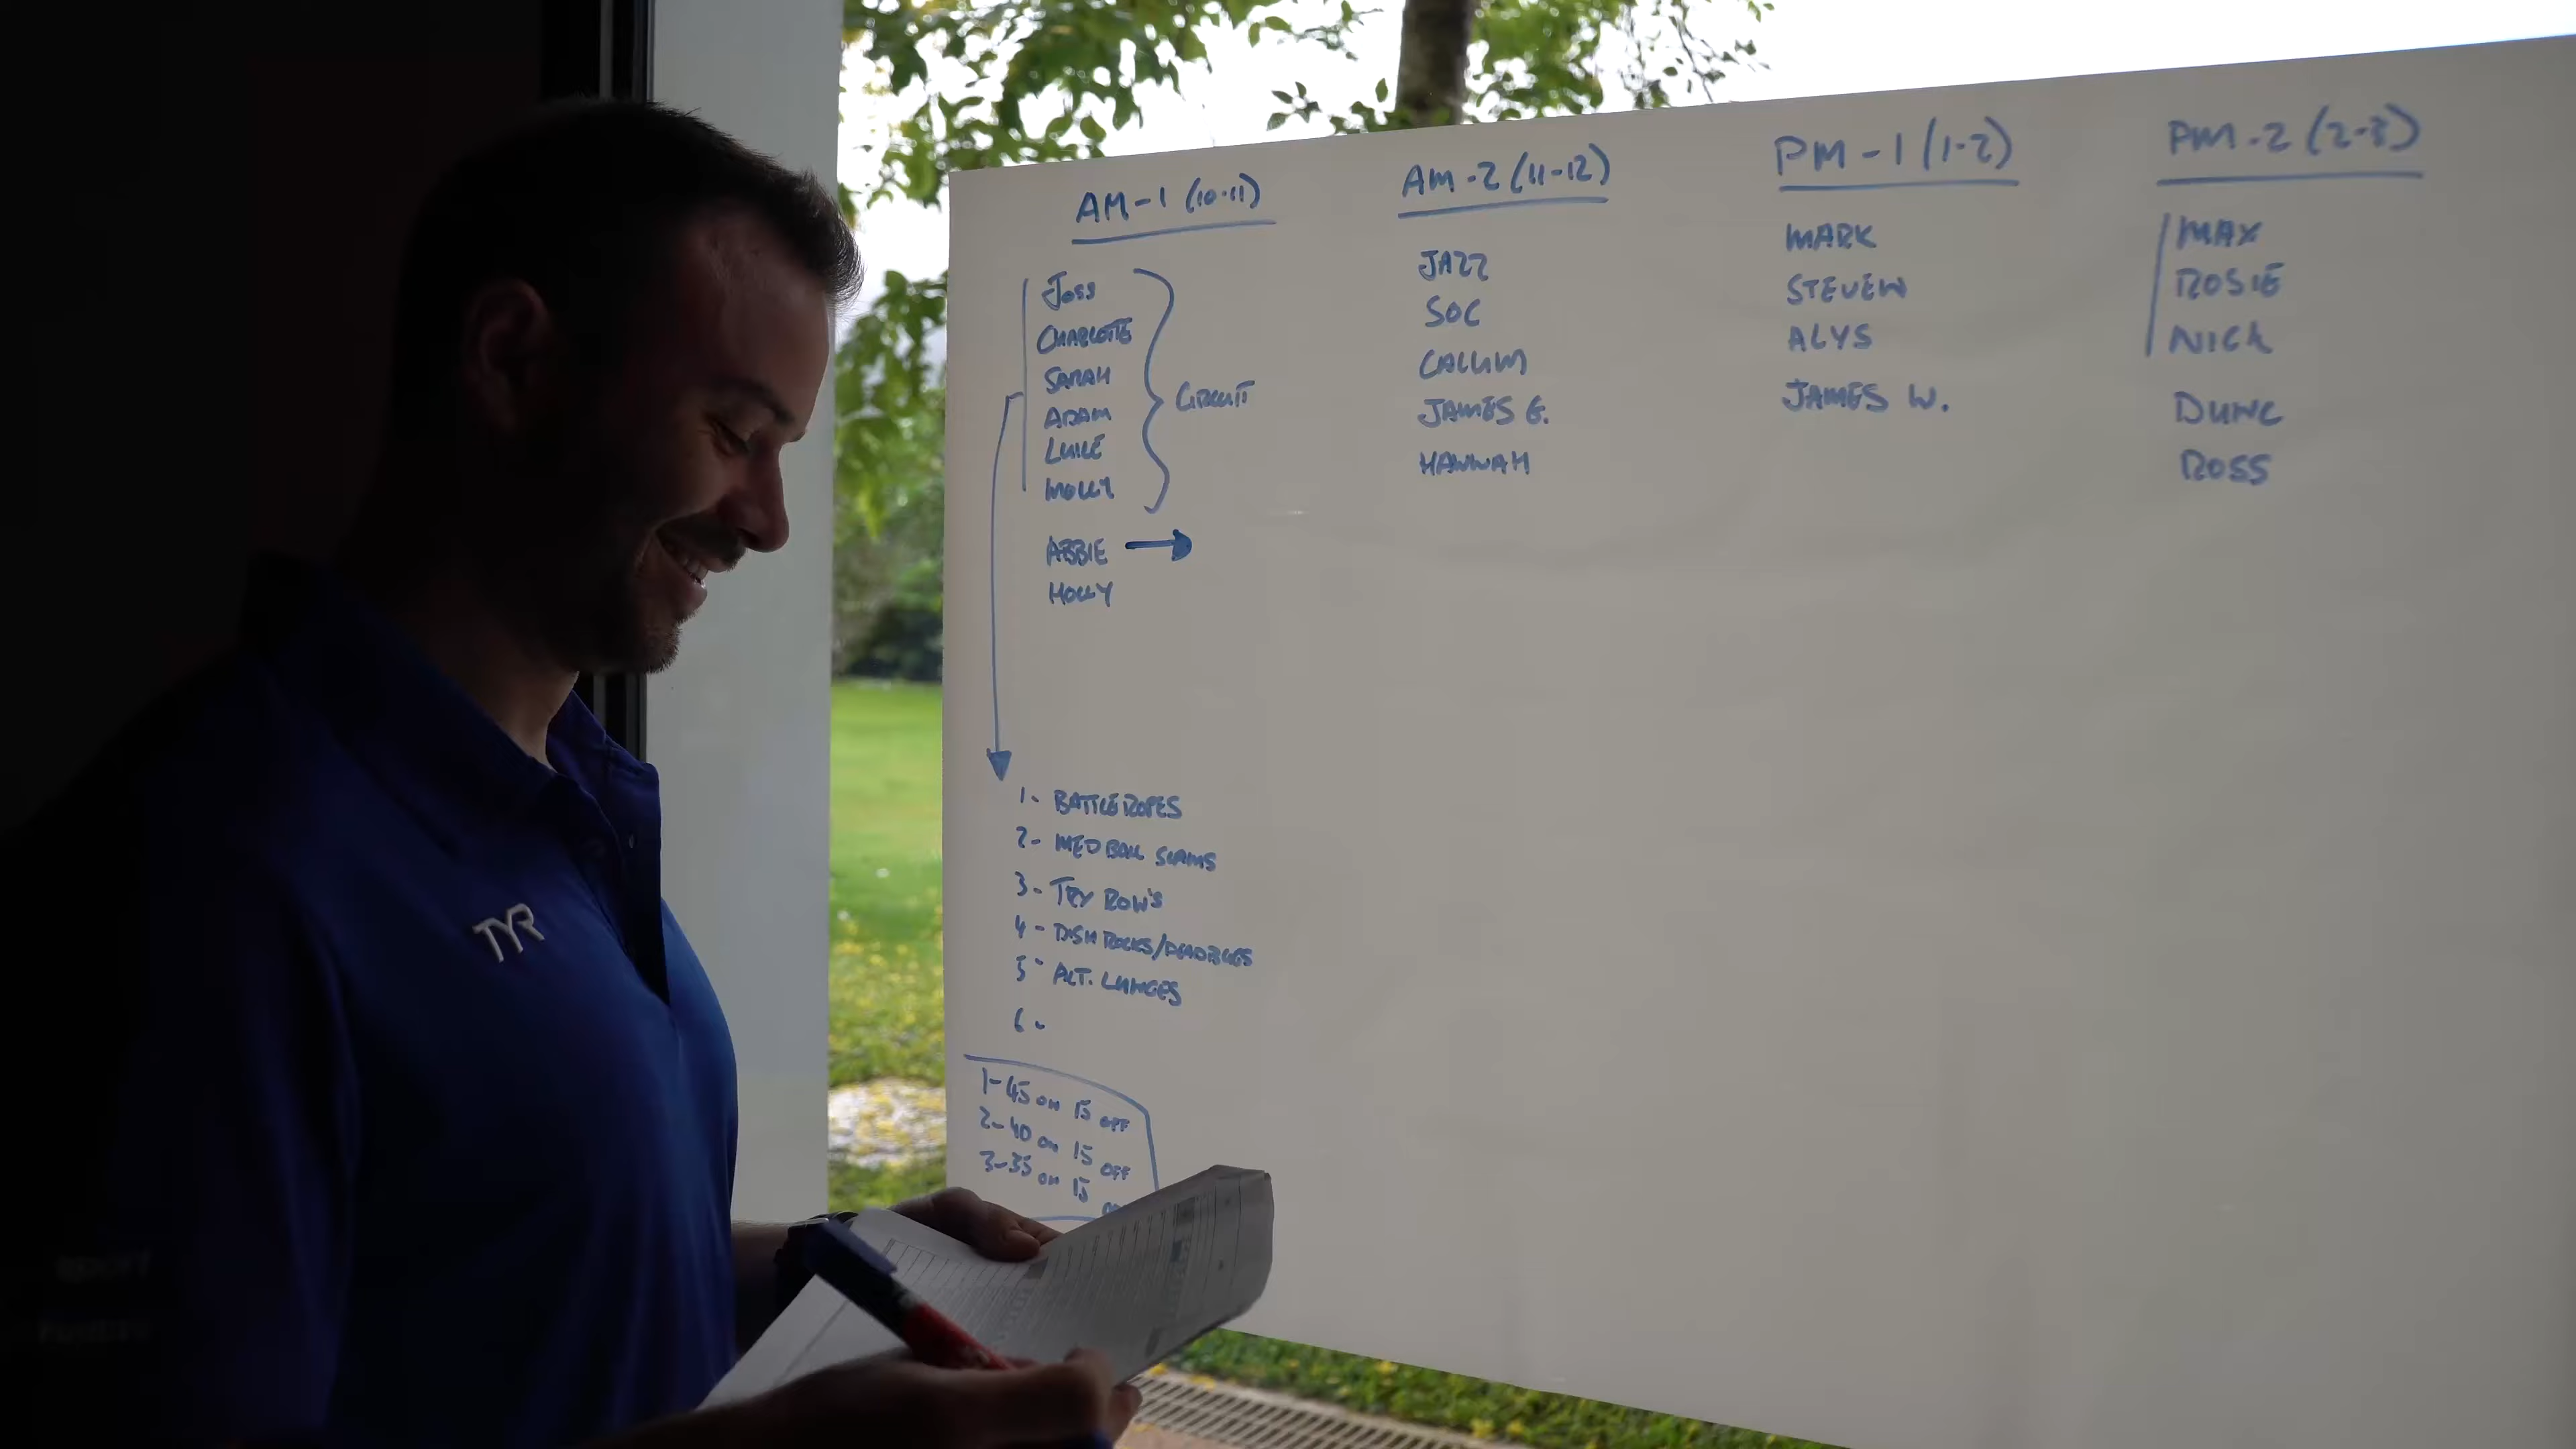 AM-1 (10-11)
Joss
CHARLOTTE
SARAH
ADAM
LUKE
MOLLY
CIRCUIT
ABBIE
HOLLY
1- BATTLE ROPES
2- MED BALL SLAMS
3- TRY ROW'S
4- DISH ROCKS/DEADBUGS
5- ALT. LUNGES
6-
1-45 on 15 OFF
2-40 on 15 OFF
3-35 on 15
AM-2 (11-12)
JAZZ
SOC
CALLUM
JAMES G.
HANNAH
PM-1 (1-2)
MARK
STEVEN
ALYS
JAMES W.
PM-2 (2-3)
MAX
ROSIE
NICK
DUNC
ROSS
TYR